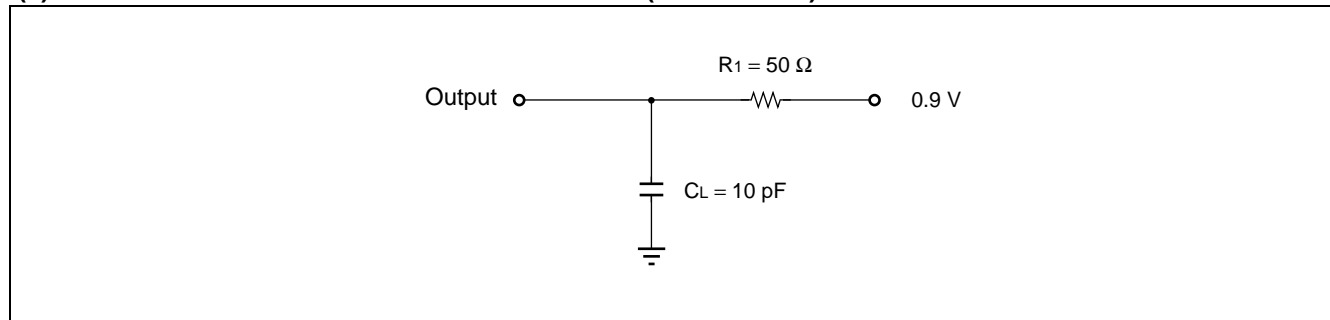 R1 = 50 Ω
Output
0.9 V
CL = 10 pF